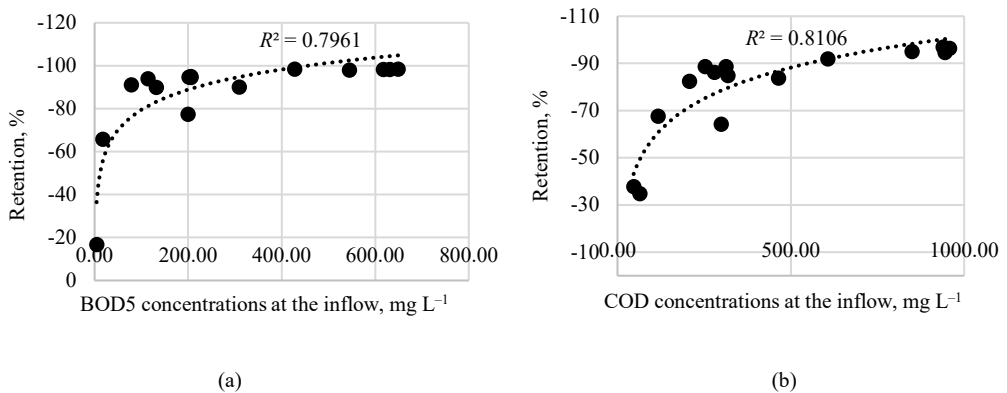 -120
-100
-80
-60
-40
-20
0
R² = 0.7961
0.00 200.00 400.00 600.00 800.00
Retention, %
BOD5 concentrations at the inflow, mg L⁻¹
(a)
-110
-90
-70
-50
-30
-10
R² = 0.8106
0.00 500.00 1000.00
Retention, %
COD concentrations at the inflow, mg L⁻¹
(b)